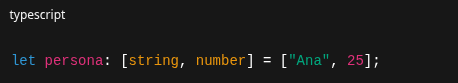 typescript
let persona: [string, number] = ["Ana", 25];